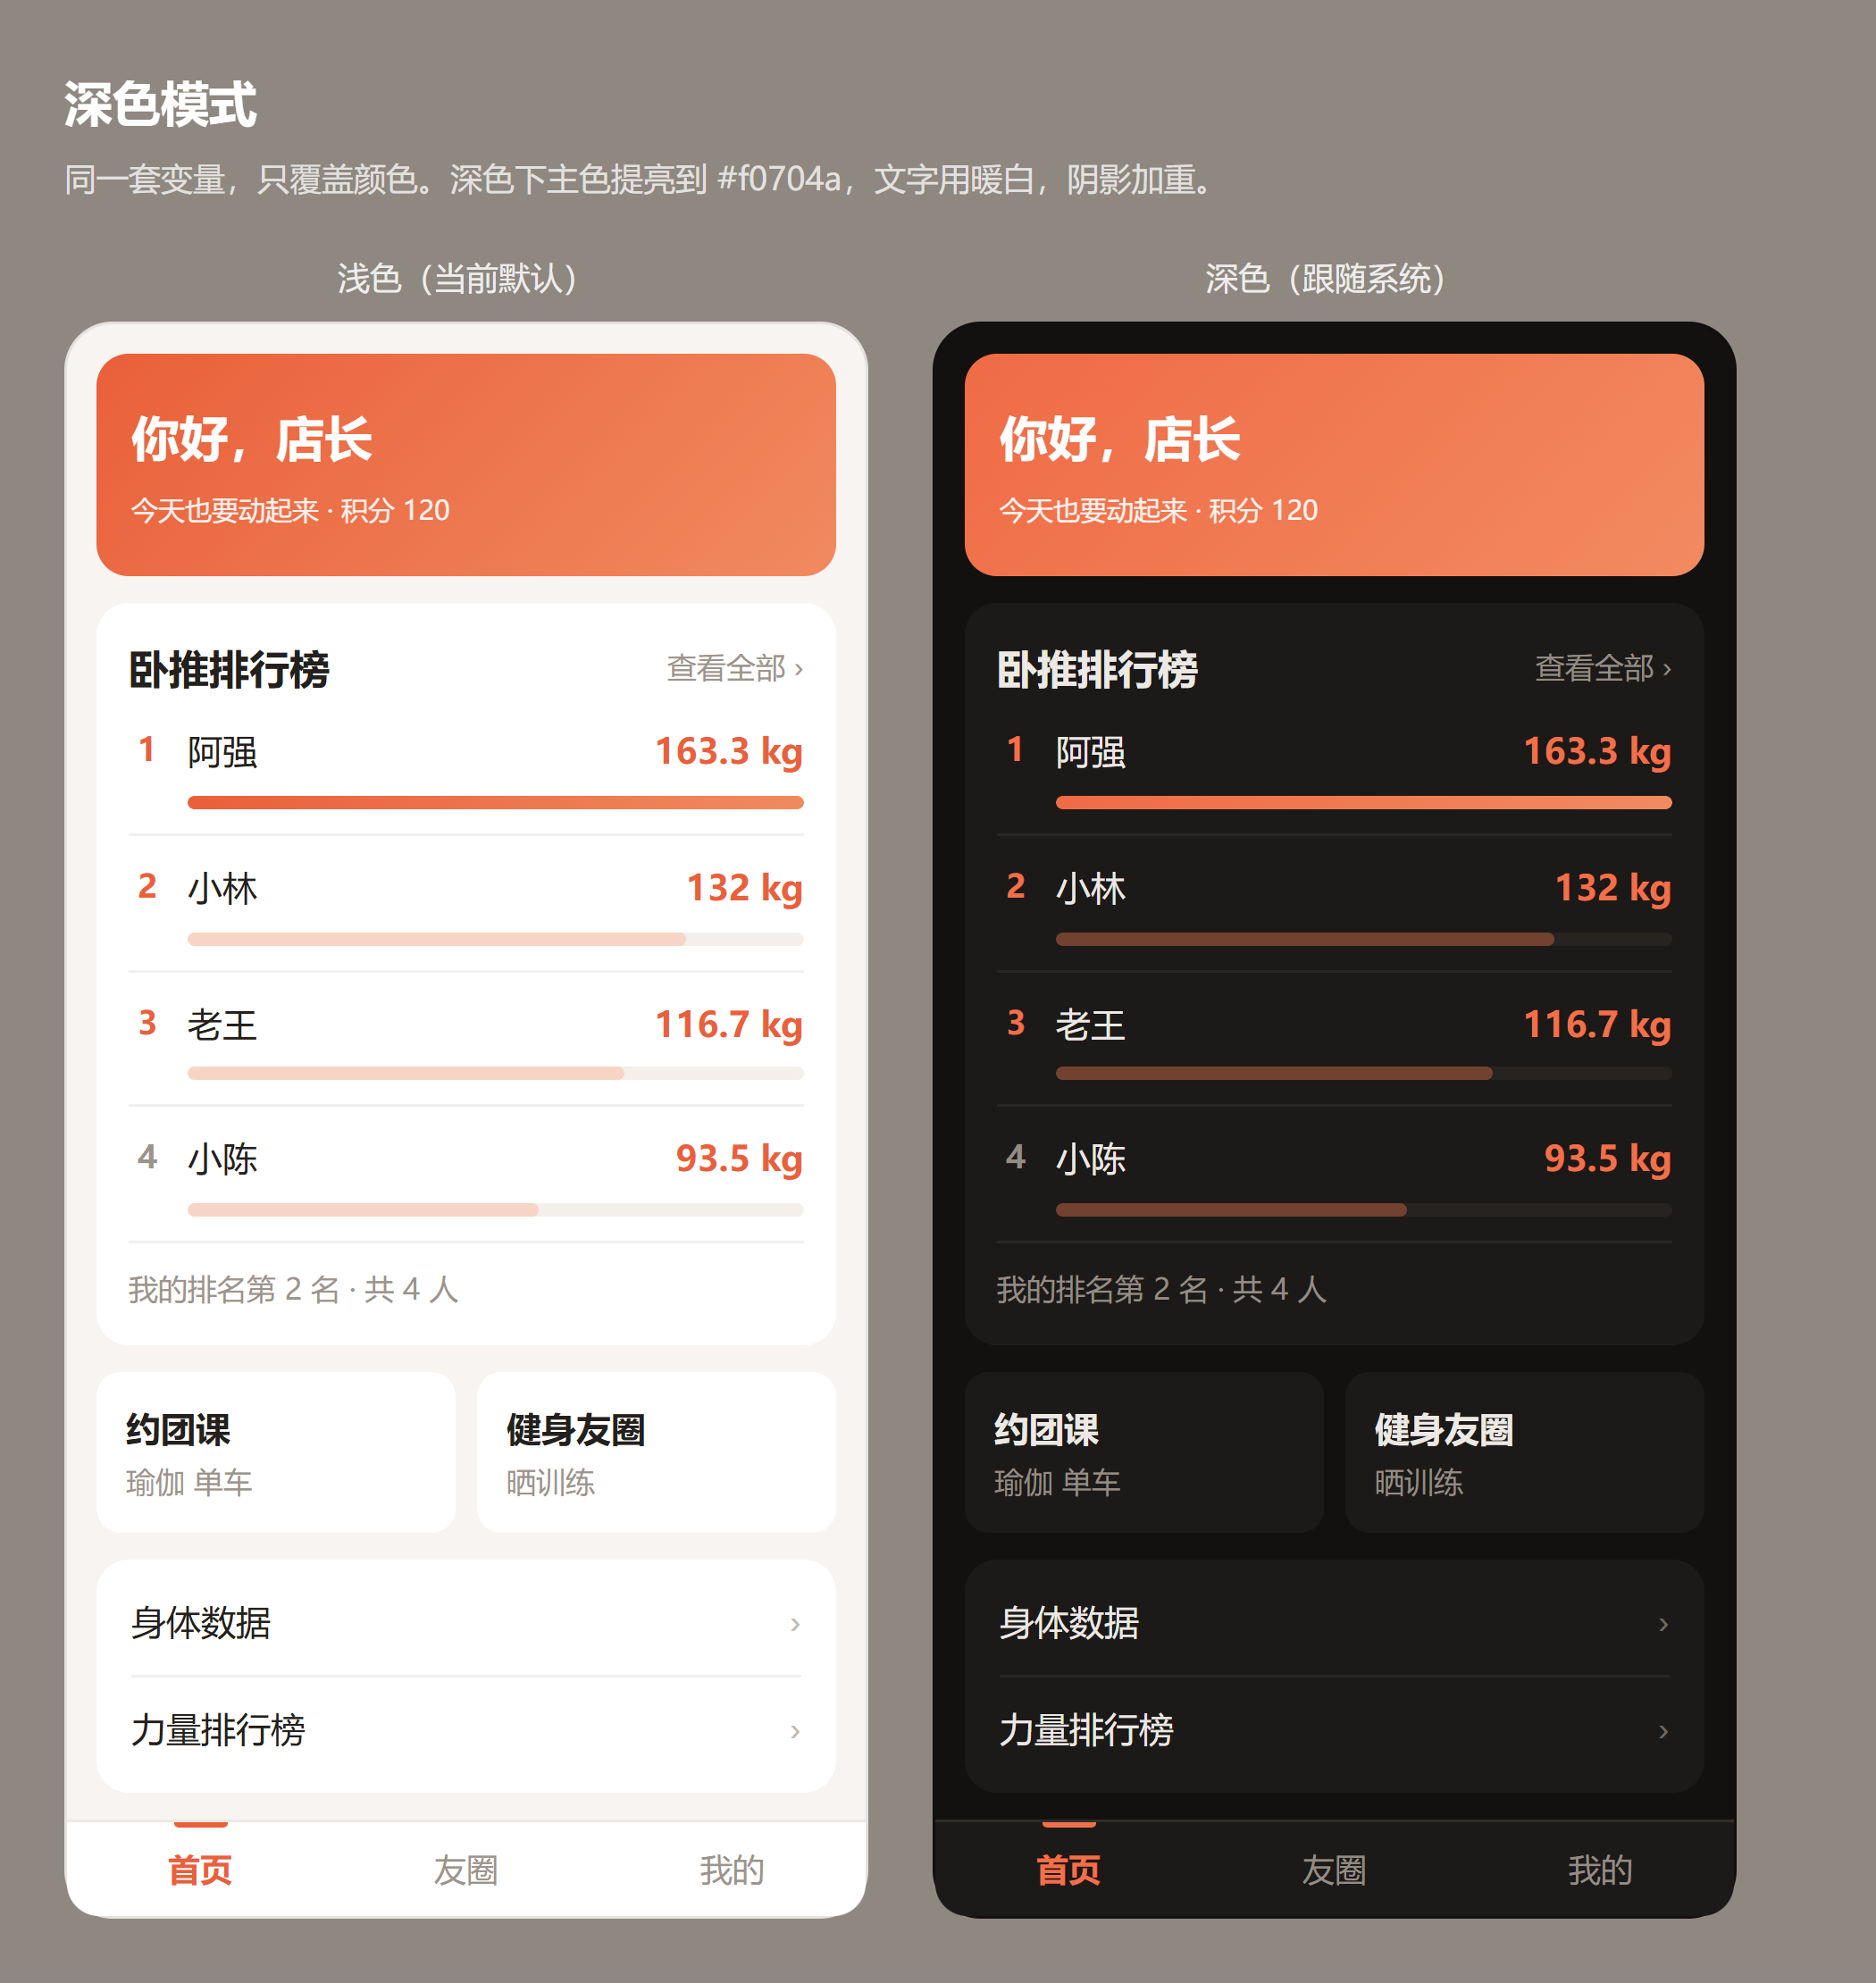 深色模式
同一套变量，只覆盖颜色。深色下主色提亮到 #f0704a，文字用暖白，阴影加重。
浅色（当前默认）
你好，店长
今天也要动起来 · 积分 120
卧推排行榜 查看全部 ›
1 阿强 163.3 kg
2 小林 132 kg
3 老王 116.7 kg
4 小陈 93.5 kg
我的排名第 2 名 · 共 4 人
约团课 健身友圈
瑜伽 单车 晒训练
身体数据 ›
力量排行榜 ›
首页 友圈 我的
深色（跟随系统）
你好，店长
今天也要动起来 · 积分 120
卧推排行榜 查看全部 ›
1 阿强 163.3 kg
2 小林 132 kg
3 老王 116.7 kg
4 小陈 93.5 kg
我的排名第 2 名 · 共 4 人
约团课 健身友圈
瑜伽 单车 晒训练
身体数据 ›
力量排行榜 ›
首页 友圈 我的